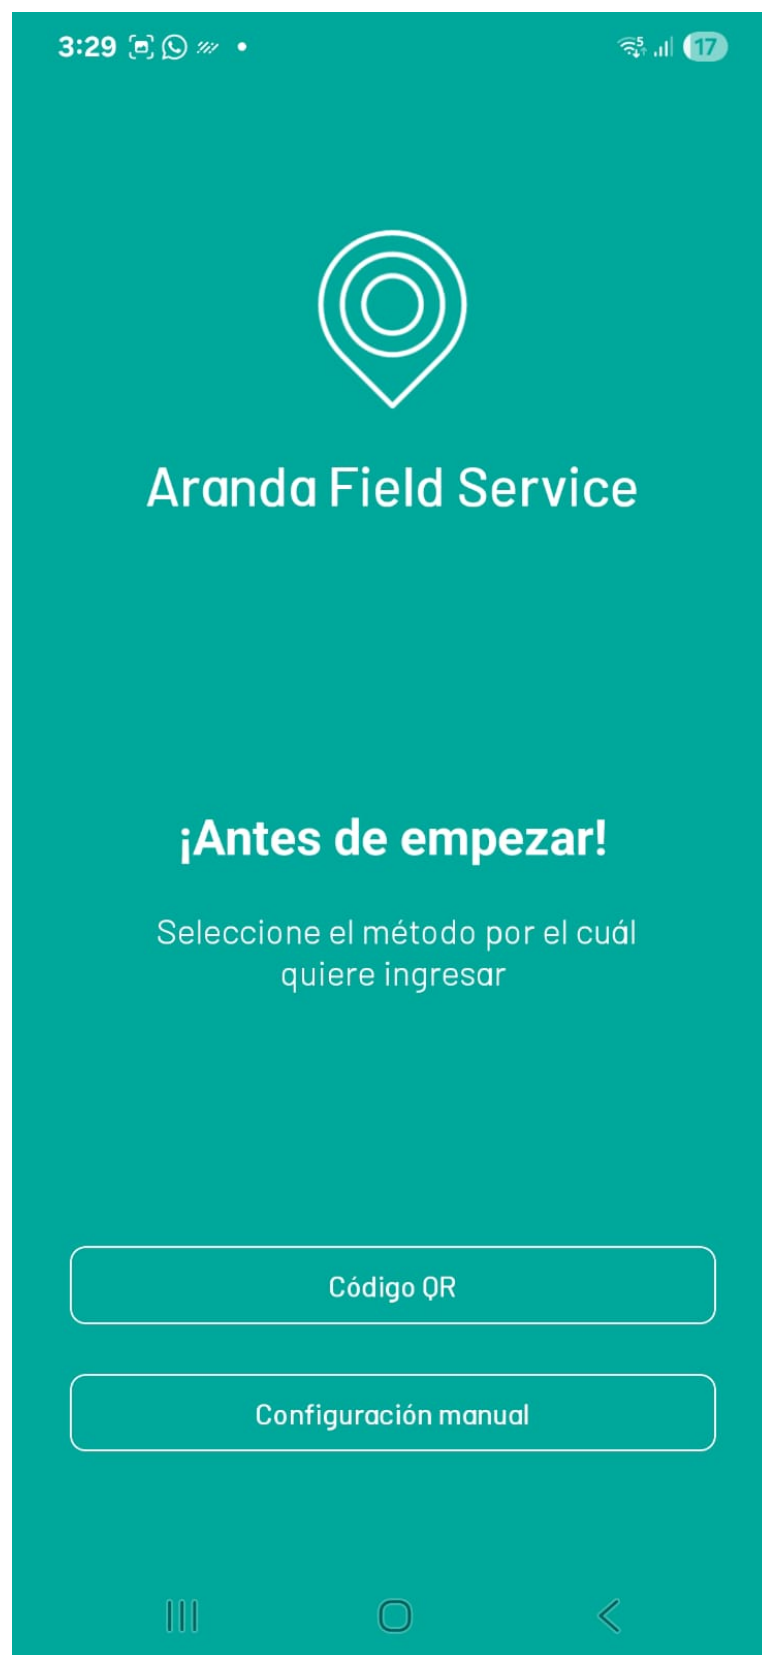 3:29
5
17
Aranda Field Service
¡Antes de empezar!
Seleccione el método por el cuál
quiere ingresar
Código QR
Configuración manual